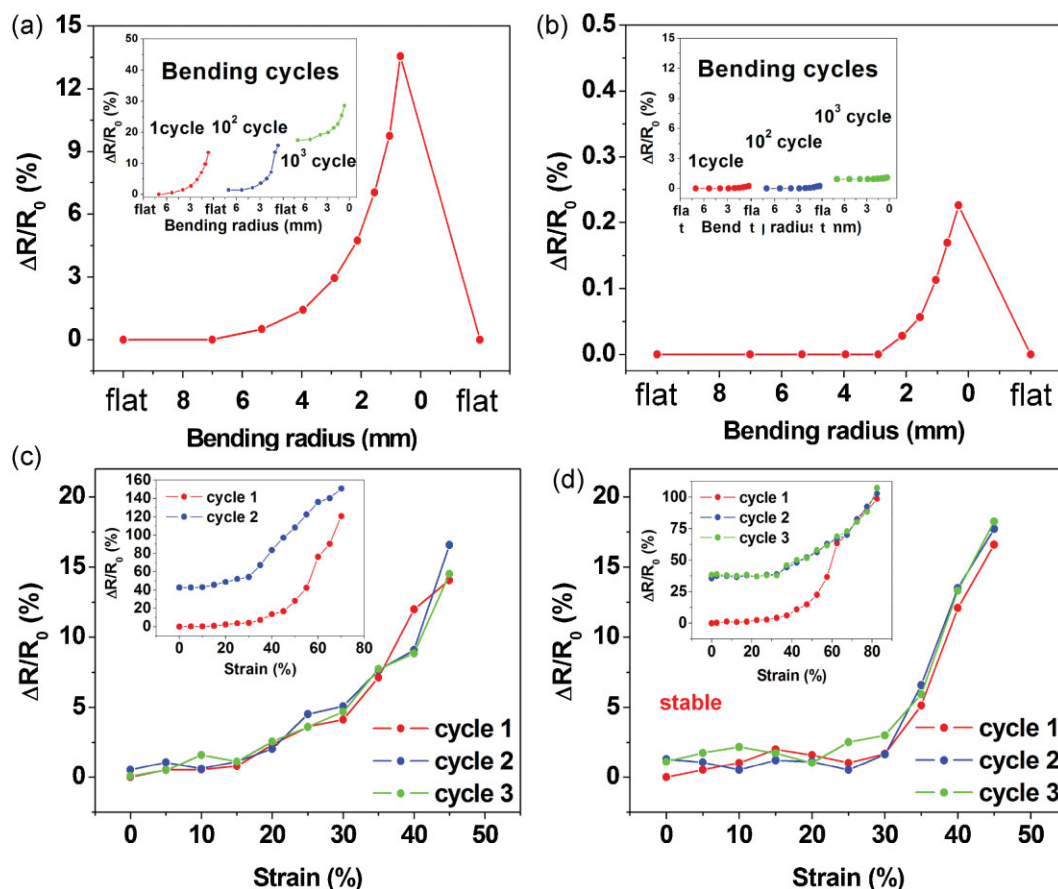 (a)
15
12
9
6
3
0
ΔR/R0 (%)
flat 8 6 4 2 0 flat
Bending radius (mm)
50
40
30
20
10
0
ΔR/R0 (%)
Bending cycles
1cycle
10² cycle
10³ cycle
flat 6 3 flat 6 3 flat 6 3 0
Bending radius (mm)
(b)
0.5
0.4
0.3
0.2
0.1
0.0
ΔR/R0 (%)
flat 8 6 4 2 0 flat
Bending radius (mm)
15
12
9
6
3
0
ΔR/R0 (%)
Bending cycles
1cycle
10² cycle
10³ cycle
fla 6 3 fla 6 3 fla 6 3 0
t Bend t radius t nm)
(c)
20
15
10
5
0
ΔR/R0 (%)
0 10 20 30 40 50
Strain (%)
cycle 1
cycle 2
cycle 3
160
140
120
100
80
60
40
20
0
ΔR/R0 (%)
cycle 1
cycle 2
0 20 40 60 80
Strain (%)
(d)
20
15
10
5
0
ΔR/R0 (%)
stable
0 10 20 30 40 50
Strain (%)
cycle 1
cycle 2
cycle 3
100
75
50
25
0
ΔR/R0 (%)
cycle 1
cycle 2
cycle 3
0 20 40 60 80
Strain (%)